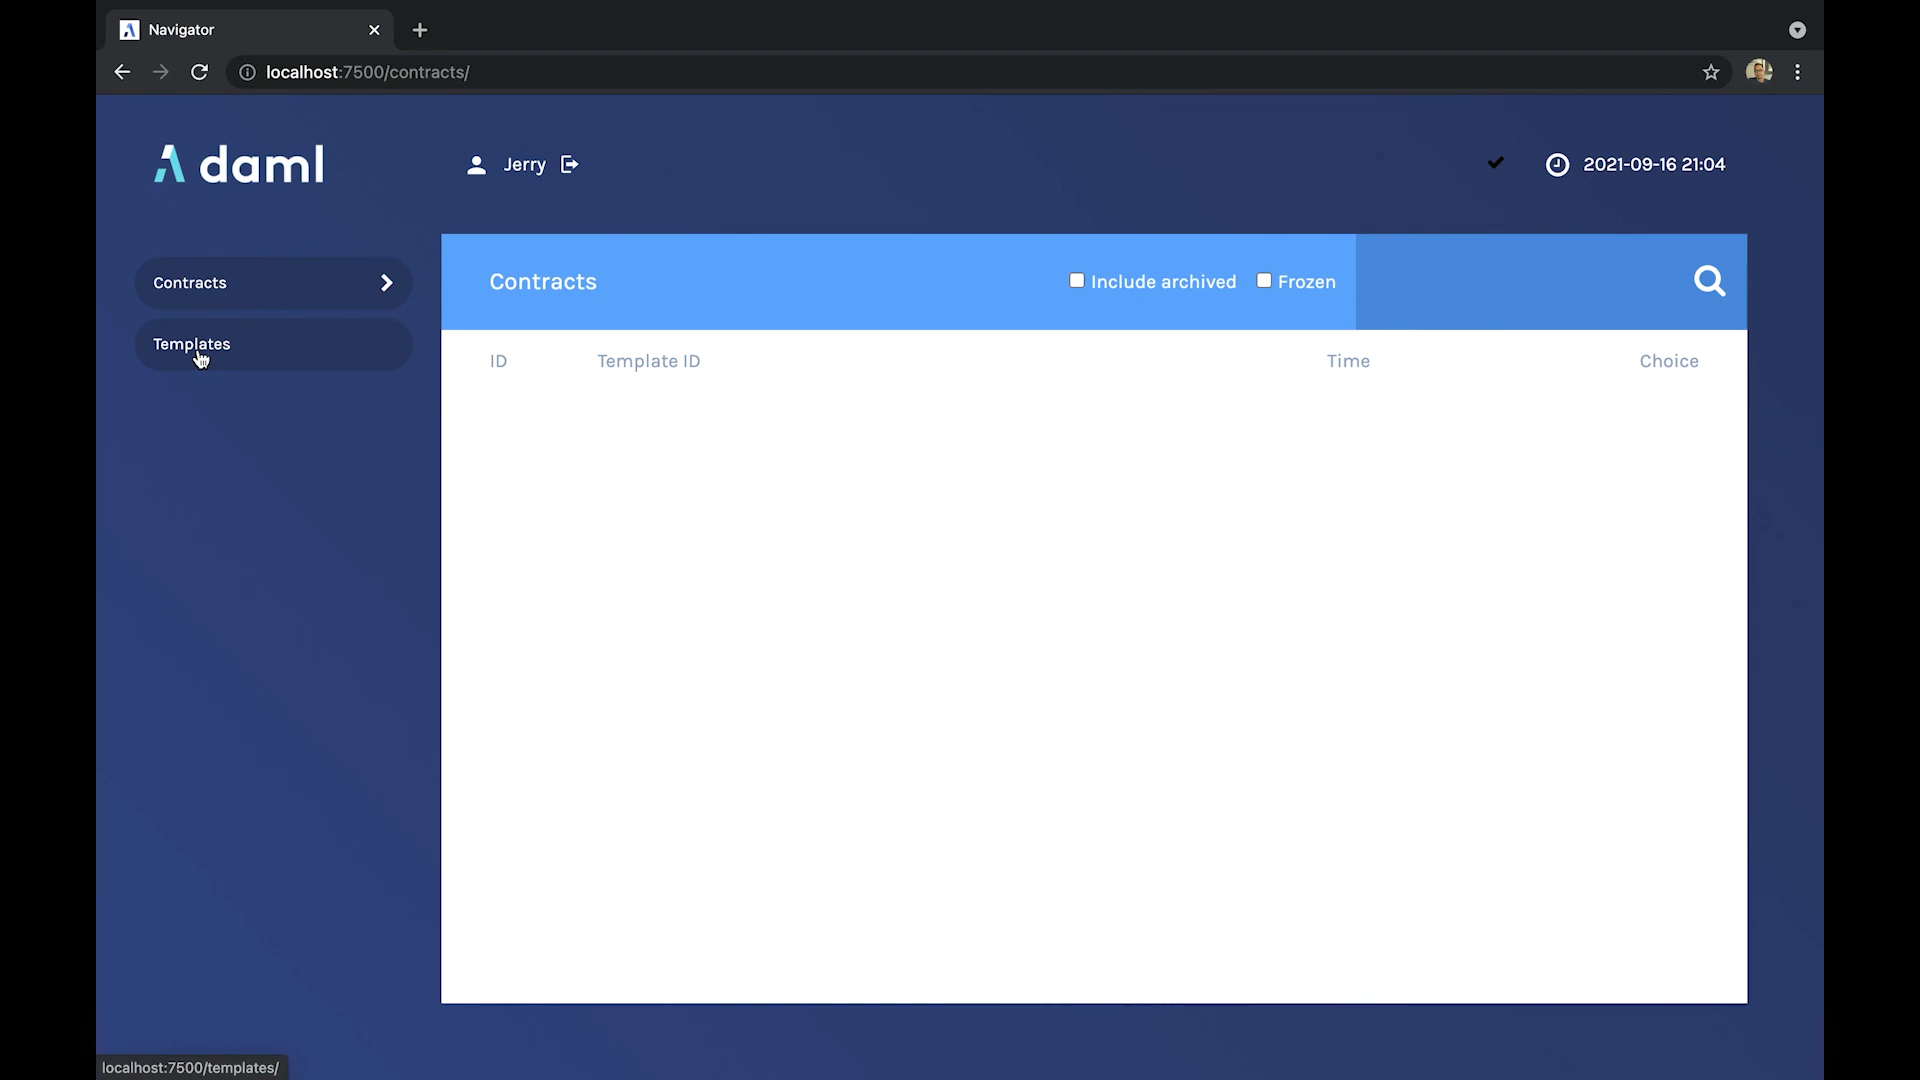 Navigator
localhost:7500/contracts/
daml
Jerry
2021-09-16 21:04
Contracts
Templates
Contracts
Include archived
Frozen
ID Template ID Time Choice
localhost:7500/templates/